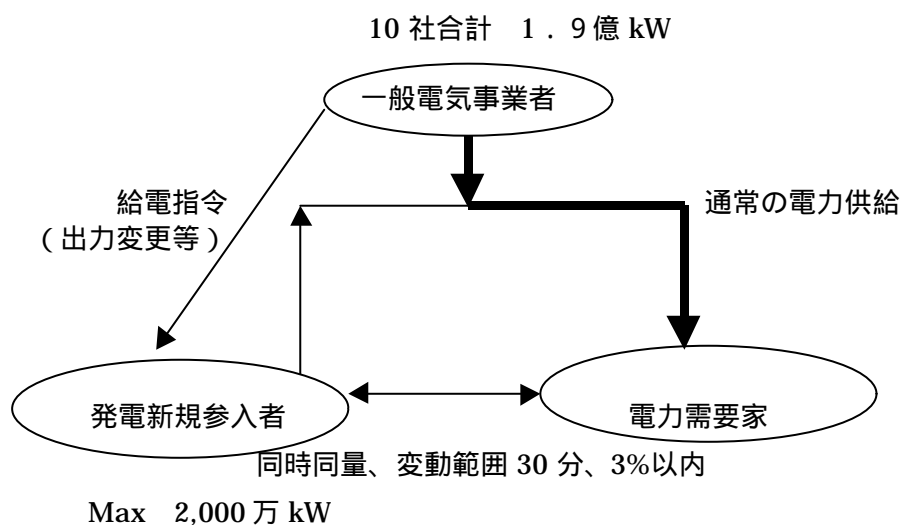 10 社合計　1．9億 kW
一般電気事業者
給電指令
（出力変更等）
通常の電力供給
発電新規参入者
電力需要家
同時同量、変動範囲 30 分、3%以内
Max　2,000 万 kW